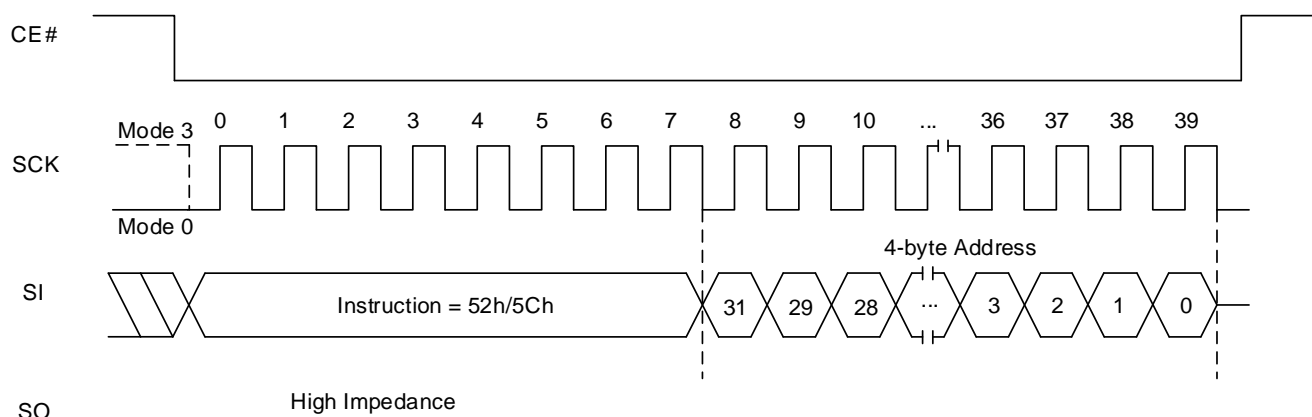 CE#
0 1 2 3 4 5 6 7 8 9 10 ... 36 37 38 39
Mode 3
SCK
Mode 0
4-byte Address
SI
Instruction = 52h/5Ch 31 29 28 ... 3 2 1 0
High Impedance
SO